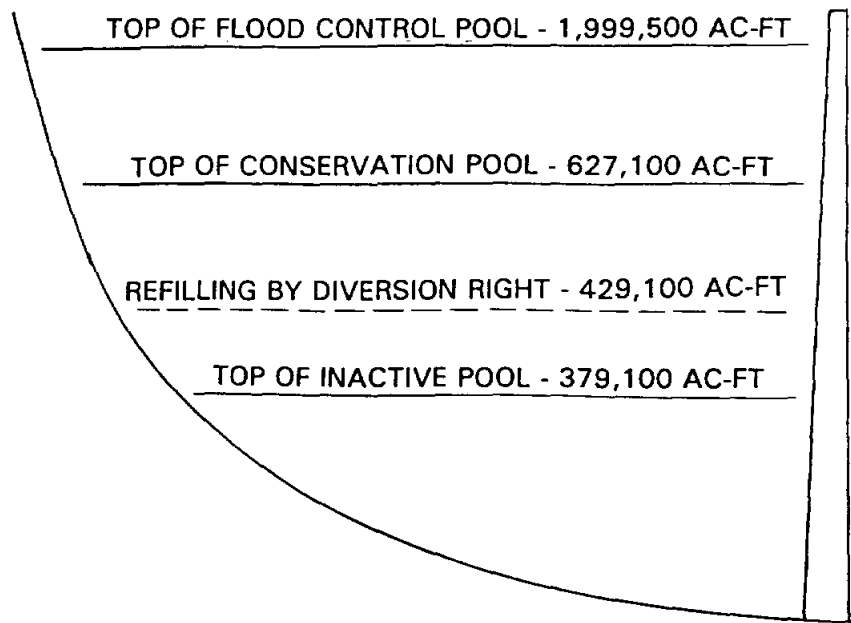 TOP OF FLOOD CONTROL POOL - 1,999,500 AC-FT
TOP OF CONSERVATION POOL - 627,100 AC-FT
REFILLING BY DIVERSION RIGHT - 429,100 AC-FT
TOP OF INACTIVE POOL - 379,100 AC-FT